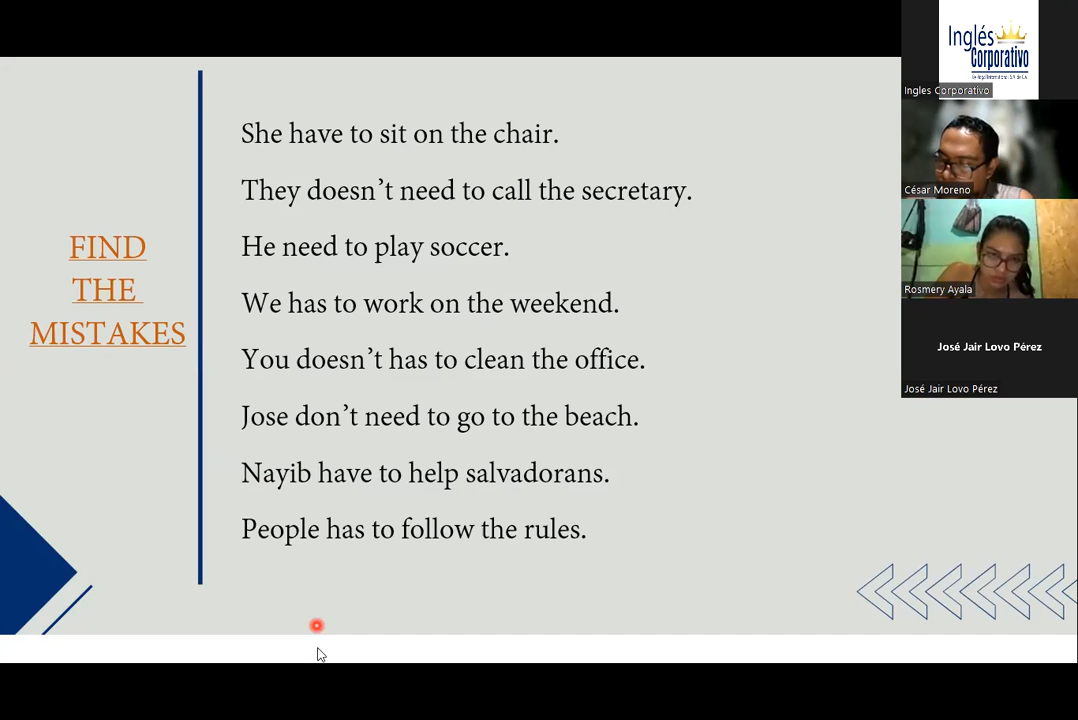 FIND
THE
MISTAKES
She have to sit on the chair.
They doesn’t need to call the secretary.
He need to play soccer.
We has to work on the weekend.
You doesn’t has to clean the office.
Jose don’t need to go to the beach.
Nayib have to help salvadorans.
People has to follow the rules.
Inglés
Corporativo
Ingles Corporativo
César Moreno
Rosmery Ayala
José Jair Lovo Pérez
José Jair Lovo Pérez